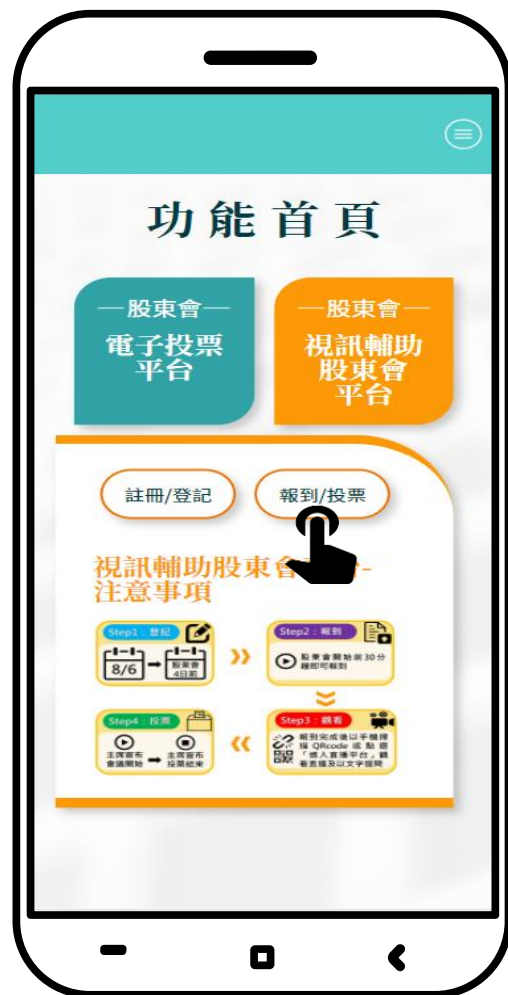 功能首頁
—股東會—
電子投票
平台
—股東會—
視訊輔助
股東會
平台
註冊/登記
報到/投票
視訊輔助股東會
注意事項
Step1：登記
8/6
股東會
4日前
Step2：報到
股東會開始前30分
鐘即可報到
Step3：觀看
報到完成後以手機掃
描 QRcode 或點選
「進入直播平台」觀
看直播及以文字提問
Step4：投票
主席宣布
會議開始
主席宣布
投票結束